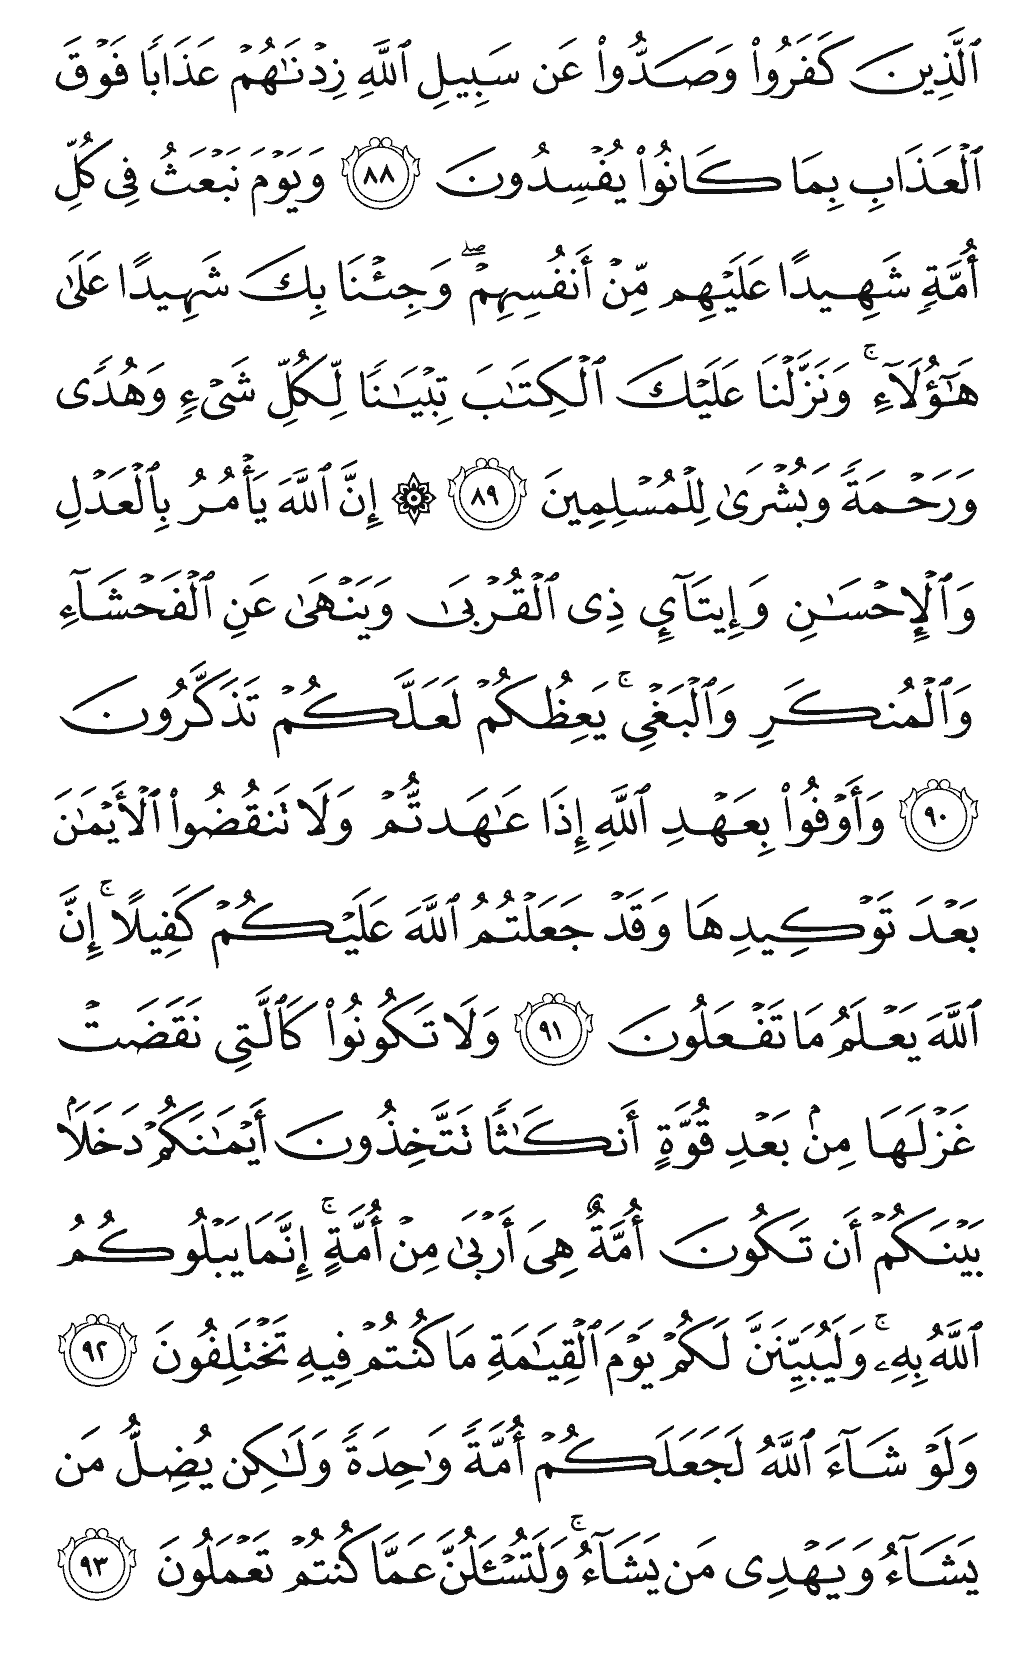 ٱلَّذِينَ كَفَرُوا۟ وَصَدُّوا۟ عَن سَبِيلِ ٱللَّهِ زِدْنَـٰهُمْ عَذَابًا فَوْقَ
ٱلْعَذَابِ بِمَا كَانُوا۟ يُفْسِدُونَ ٨٨ وَيَوْمَ نَبْعَثُ فِى كُلِّ
أُمَّةٍ شَهِيدًا عَلَيْهِم مِّنْ أَنفُسِهِمْ ۖ وَجِئْنَا بِكَ شَهِيدًا عَلَىٰ
هَـٰٓؤُلَآءِ ۚ وَنَزَّلْنَا عَلَيْكَ ٱلْكِتَـٰبَ تِبْيَـٰنًا لِّكُلِّ شَىْءٍ وَهُدًى
وَرَحْمَةً وَبُشْرَىٰ لِلْمُسْلِمِينَ ٨٩ ۞ إِنَّ ٱللَّهَ يَأْمُرُ بِٱلْعَدْلِ
وَٱلْإِحْسَـٰنِ وَإِيتَآئِ ذِى ٱلْقُرْبَىٰ وَيَنْهَىٰ عَنِ ٱلْفَحْشَآءِ
وَٱلْمُنكَرِ وَٱلْبَغْىِ ۚ يَعِظُكُمْ لَعَلَّكُمْ تَذَكَّرُونَ
٩٠ وَأَوْفُوا۟ بِعَهْدِ ٱللَّهِ إِذَا عَـٰهَدتُّمْ وَلَا تَنقُضُوا۟ ٱلْأَيْمَـٰنَ
بَعْدَ تَوْكِيدِهَا وَقَدْ جَعَلْتُمُ ٱللَّهَ عَلَيْكُمْ كَفِيلًا ۚ إِنَّ
ٱللَّهَ يَعْلَمُ مَا تَفْعَلُونَ ٩١ وَلَا تَكُونُوا۟ كَٱلَّتِى نَقَضَتْ
غَزْلَهَا مِنۢ بَعْدِ قُوَّةٍ أَنكَـٰثًا تَتَّخِذُونَ أَيْمَـٰنَكُمْ دَخَلًۢا
بَيْنَكُمْ أَن تَكُونَ أُمَّةٌ هِىَ أَرْبَىٰ مِنْ أُمَّةٍ ۚ إِنَّمَا يَبْلُوكُمُ
ٱللَّهُ بِهِۦ ۚ وَلَيُبَيِّنَنَّ لَكُمْ يَوْمَ ٱلْقِيَـٰمَةِ مَا كُنتُمْ فِيهِ تَخْتَلِفُونَ ٩٢
وَلَوْ شَآءَ ٱللَّهُ لَجَعَلَكُمْ أُمَّةً وَٰحِدَةً وَلَـٰكِن يُضِلُّ مَن
يَشَآءُ وَيَهْدِى مَن يَشَآءُ ۚ وَلَتُسْـَٔلُنَّ عَمَّا كُنتُمْ تَعْمَلُونَ ٩٣